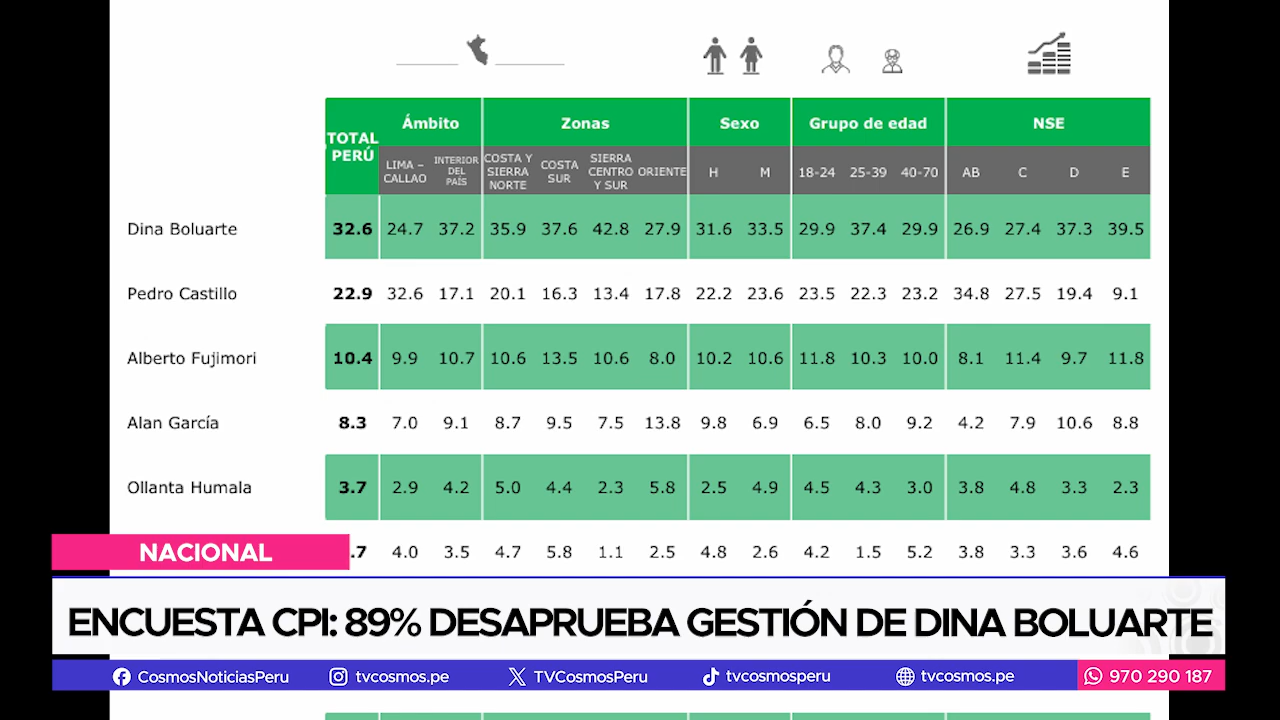 Ámbito Zonas Sexo Grupo de edad NSE
TOTAL PERÚ LIMA – CALLAO INTERIOR DEL PAÍS COSTA Y SIERRA NORTE COSTA SUR SIERRA CENTRO Y SUR ORIENTE H M 18-24 25-39 40-70 AB C D E
Dina Boluarte 32.6 24.7 37.2 35.9 37.6 42.8 27.9 31.6 33.5 29.9 37.4 29.9 26.9 27.4 37.3 39.5
Pedro Castillo 22.9 32.6 17.1 20.1 16.3 13.4 17.8 22.2 23.6 23.5 22.3 23.2 34.8 27.5 19.4 9.1
Alberto Fujimori 10.4 9.9 10.7 10.6 13.5 10.6 8.0 10.2 10.6 11.8 10.3 10.0 8.1 11.4 9.7 11.8
Alan García 8.3 7.0 9.1 8.7 9.5 7.5 13.8 9.8 6.9 6.5 8.0 9.2 4.2 7.9 10.6 8.8
Ollanta Humala 3.7 2.9 4.2 5.0 4.4 2.3 5.8 2.5 4.9 4.5 4.3 3.0 3.8 4.8 3.3 2.3
.7 4.0 3.5 4.7 5.8 1.1 2.5 4.8 2.6 4.2 1.5 5.2 3.8 3.3 3.6 4.6
NACIONAL
ENCUESTA CPI: 89% DESAPRUEBA GESTIÓN DE DINA BOLUARTE
CosmosNoticiasPeru tvcosmos.pe TVCosmosPeru tvcosmosperu tvcosmos.pe 970 290 187